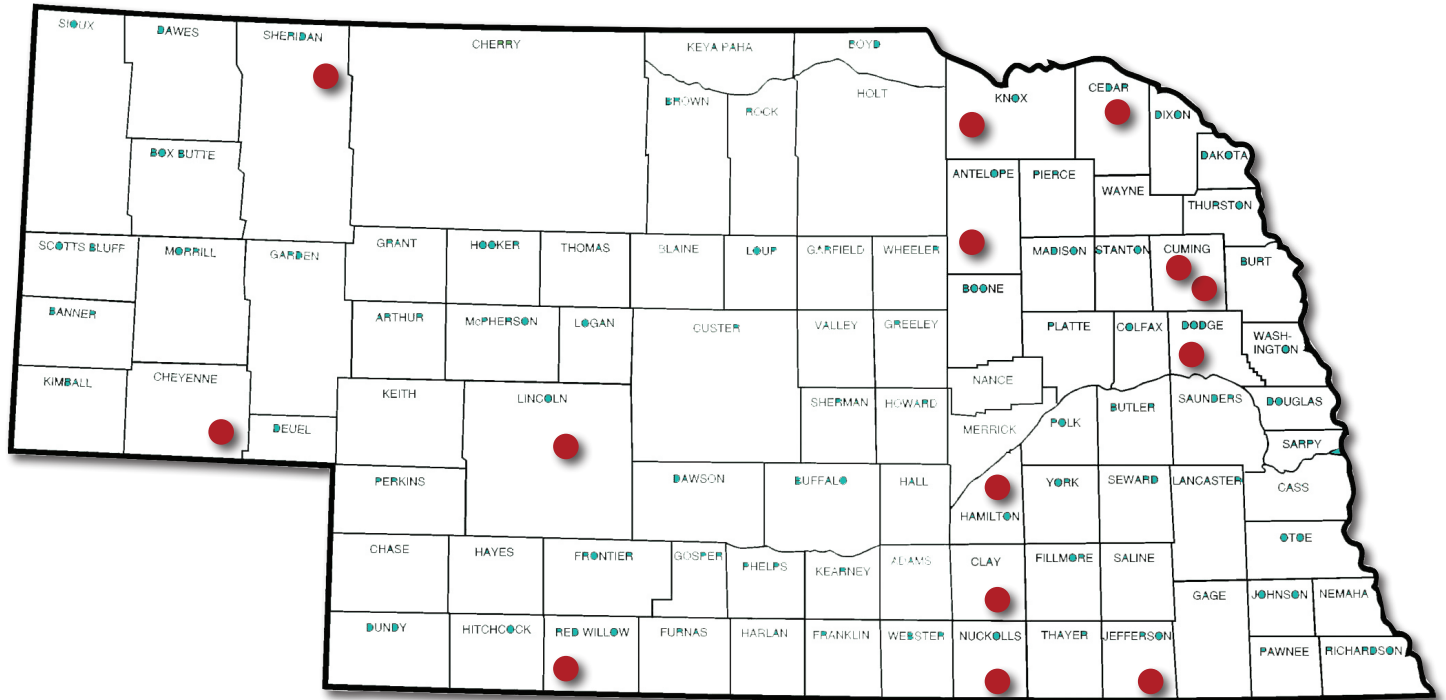 SIOUX
DAWES
SHERIDAN
CHERRY
KEYA PAHA
BOYD
BROWN
ROCK
HOLT
KNOX
CEDAR
DIXON
DAKOTA
BOX BUTTE
ANTELOPE
PIERCE
WAYNE
THURSTON
SCOTTS BLUFF
MORRILL
GARDEN
GRANT
HOOKER
THOMAS
BLAINE
LOUP
GARFIELD
WHEELER
MADISON
STANTON
CUMING
BURT
BOONE
BANNER
ARTHUR
McPHERSON
LOGAN
CUSTER
VALLEY
GREELEY
PLATTE
COLFAX
DODGE
WASH-
INGTON
KIMBALL
CHEYENNE
KEITH
LINCOLN
NANCE
SHERMAN
HOWARD
MERRICK
POLK
BUTLER
SAUNDERS
DOUGLAS
SARPY
DEUEL
PERKINS
DAWSON
BUFFALO
HALL
HAMILTON
YORK
SEWARD
LANCASTER
CASS
OTOE
CHASE
HAYES
FRONTIER
GOSPER
PHELPS
KEARNEY
ADAMS
CLAY
FILLMORE
SALINE
GAGE
JOHNSON
NEMAHA
DUNDY
HITCHCOCK
RED WILLOW
FURNAS
HARLAN
FRANKLIN
WEBSTER
NUCKOLLS
THAYER
JEFFERSON
PAWNEE
RICHARDSON